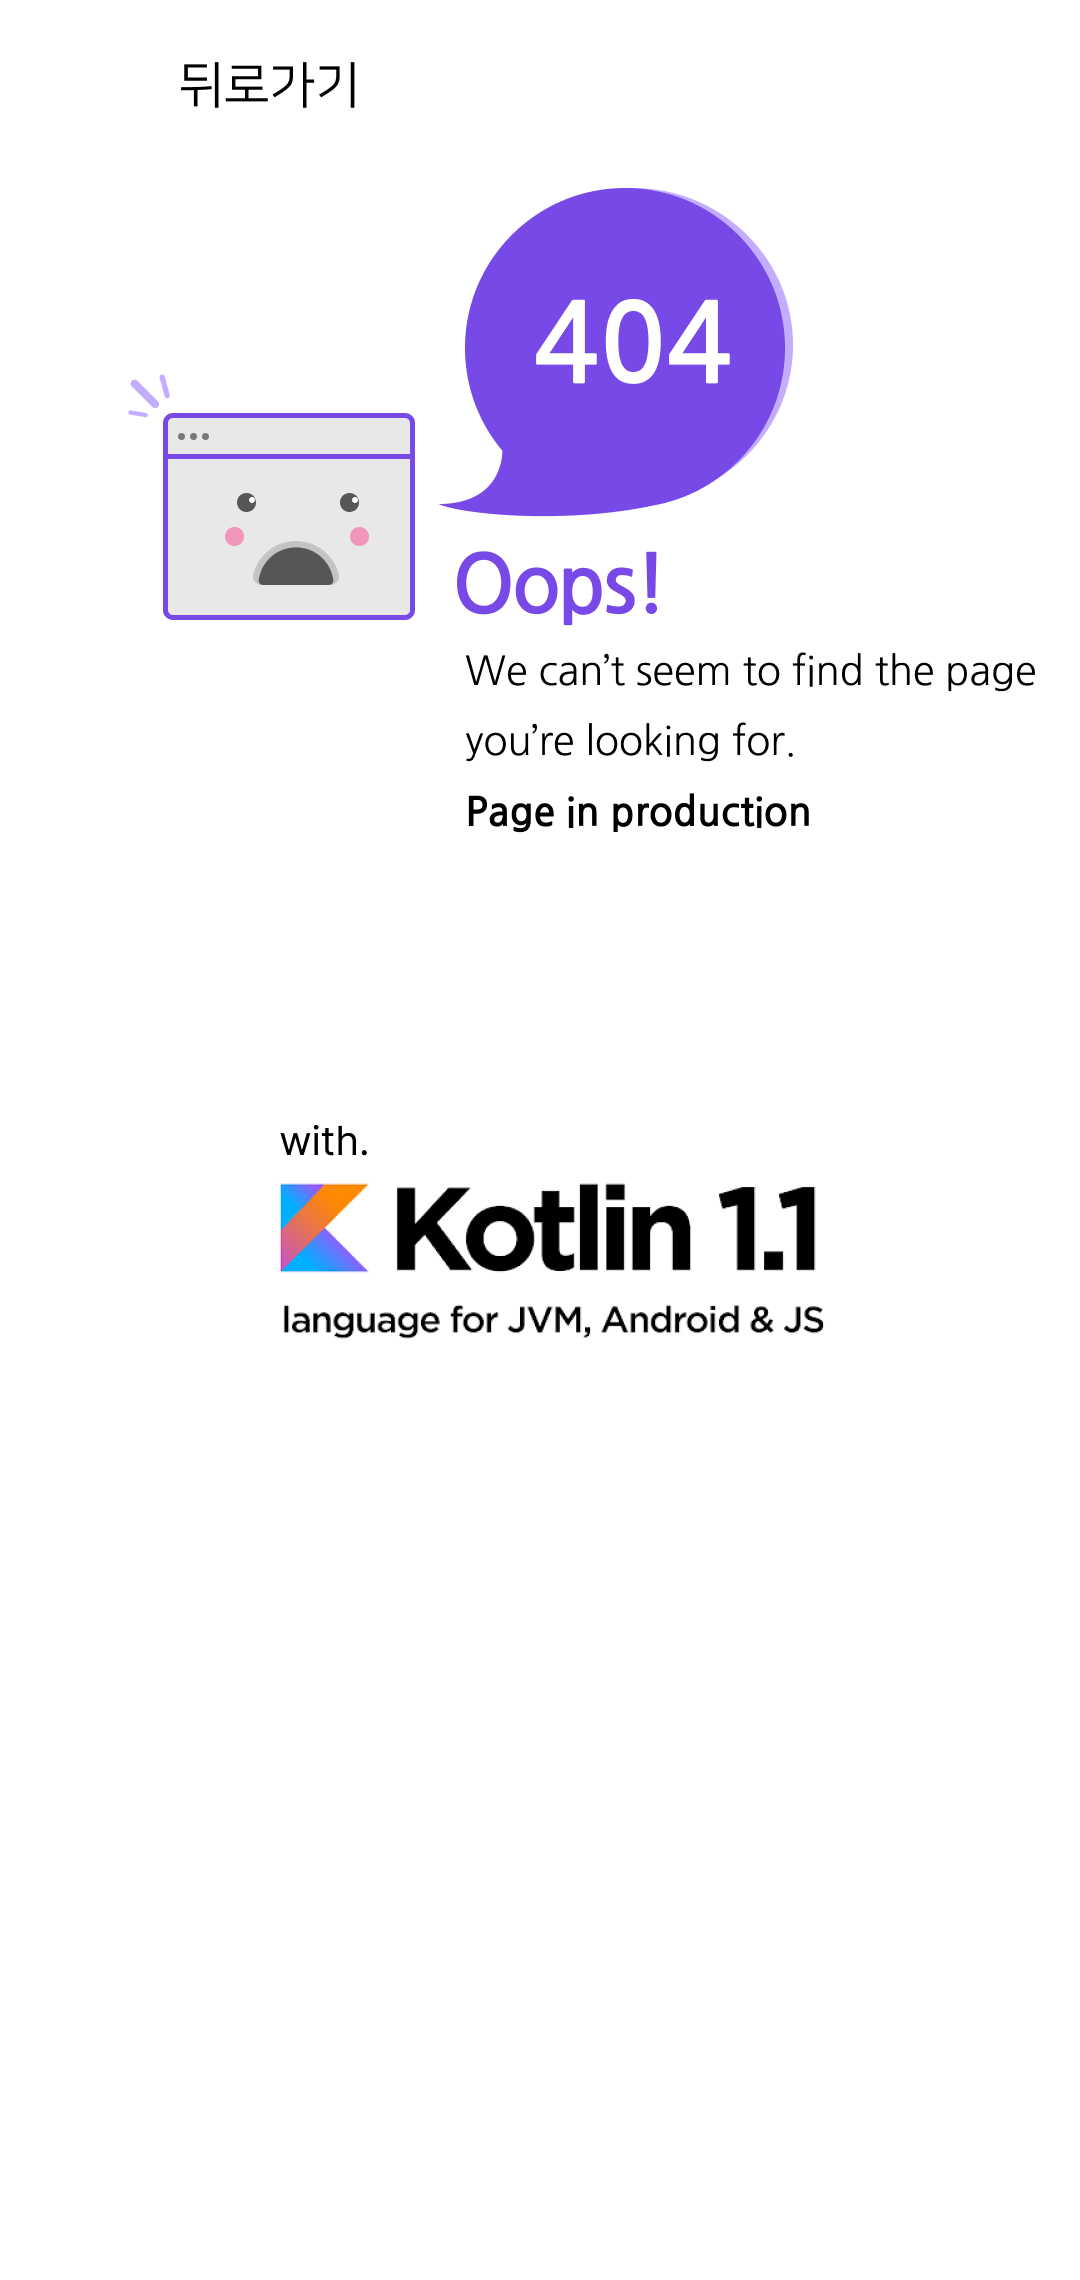 뒤로가기
404
Oops!
We can’t seem to find the page
you’re looking for.
Page in production
with.
Kotlin 1.1
language for JVM, Android & JS